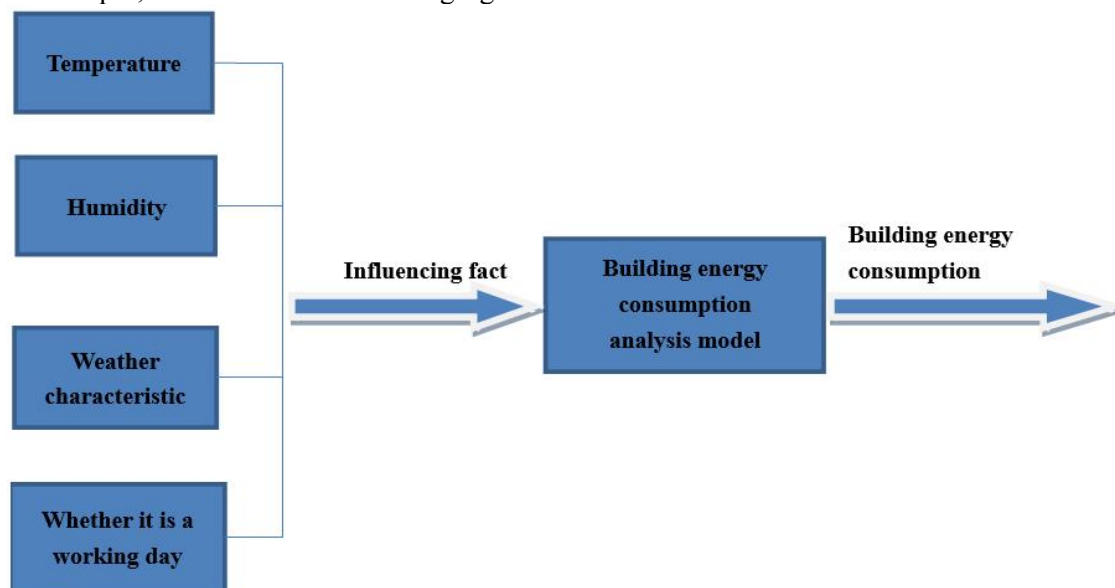 Temperature
Humidity
Weather
characteristic
Whether it is a
working day
Influencing fact
Building energy
consumption
analysis model
Building energy
consumption